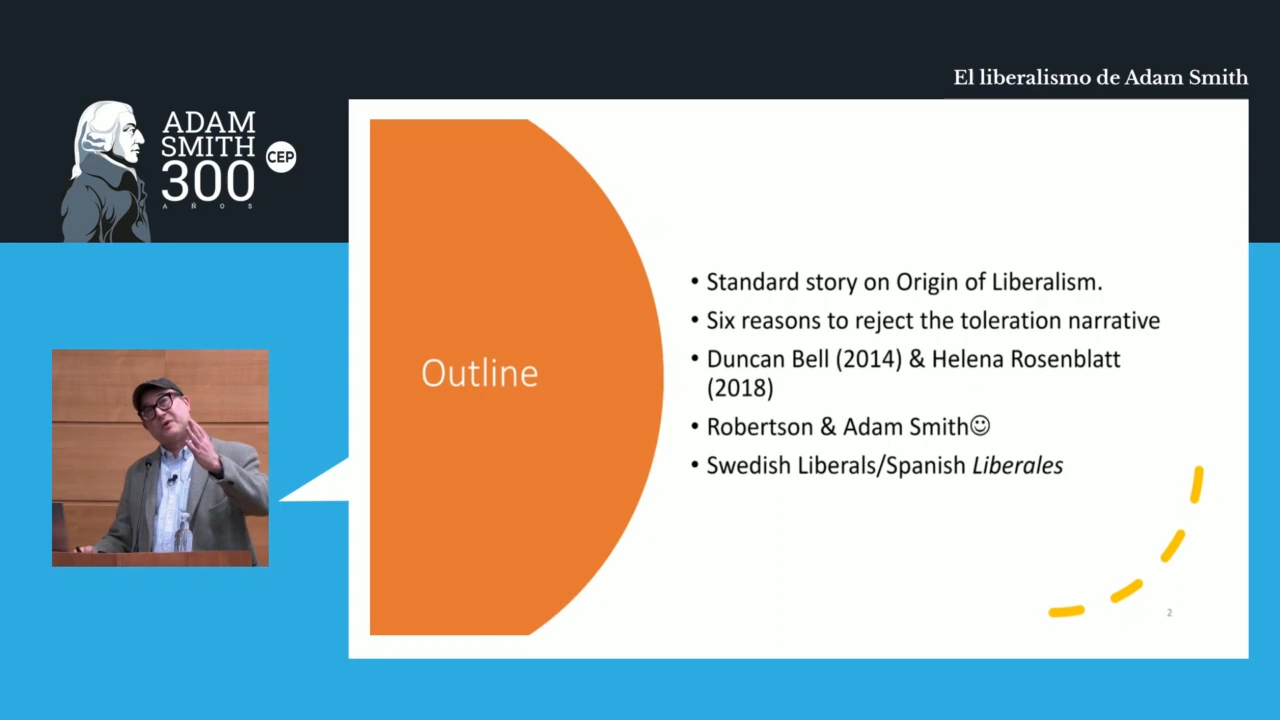 El liberalismo de Adam Smith
ADAM
SMITH
300
AÑOS
CEP
Outline
• Standard story on Origin of Liberalism.
• Six reasons to reject the toleration narrative
• Duncan Bell (2014) & Helena Rosenblatt
(2018)
• Robertson & Adam Smith☺
• Swedish Liberals/Spanish Liberales
2